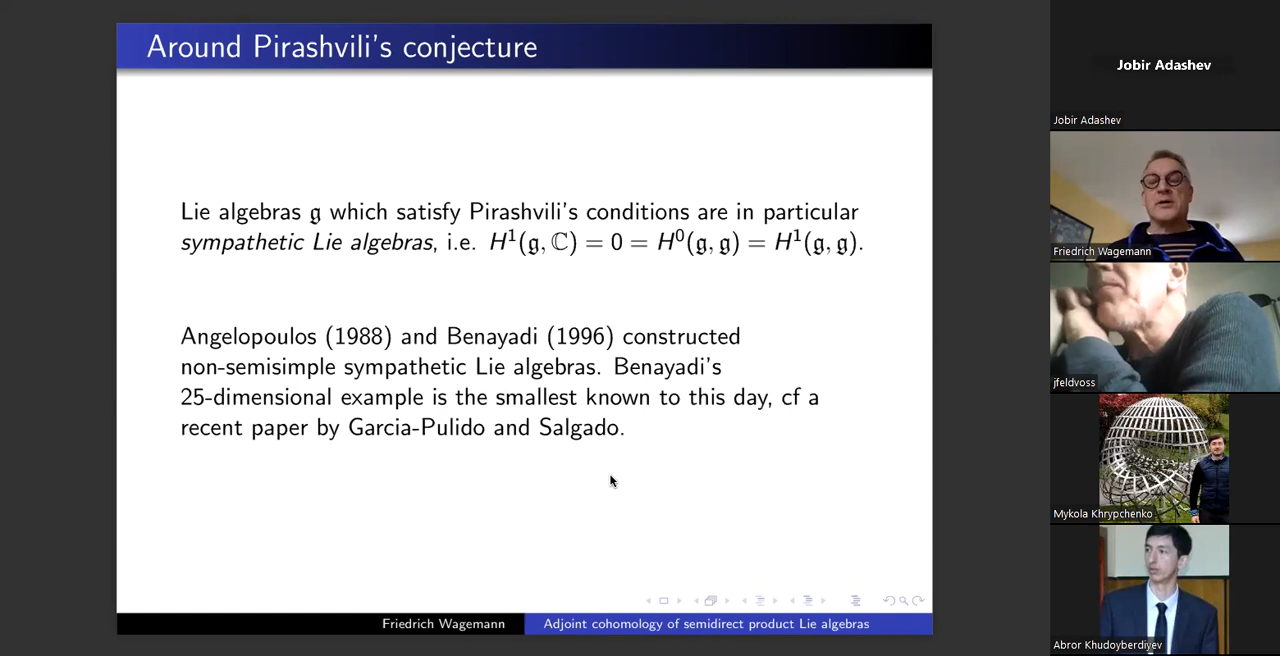 Around Pirashvili's conjecture
Lie algebras 𝔤 which satisfy Pirashvili's conditions are in particular
sympathetic Lie algebras, i.e. H¹(𝔤, ℂ) = 0 = H⁰(𝔤, 𝔤) = H¹(𝔤, 𝔤).
Angelopoulos (1988) and Benayadi (1996) constructed
non-semisimple sympathetic Lie algebras. Benayadi's
25-dimensional example is the smallest known to this day, cf a
recent paper by Garcia-Pulido and Salgado.
Friedrich Wagemann
Adjoint cohomology of semidirect product Lie algebras
Jobir Adashev
Jobir Adashev
Friedrich Wagemann
jfeldvoss
Mykola Khrypchenko
Abror Khudoyberdiyev